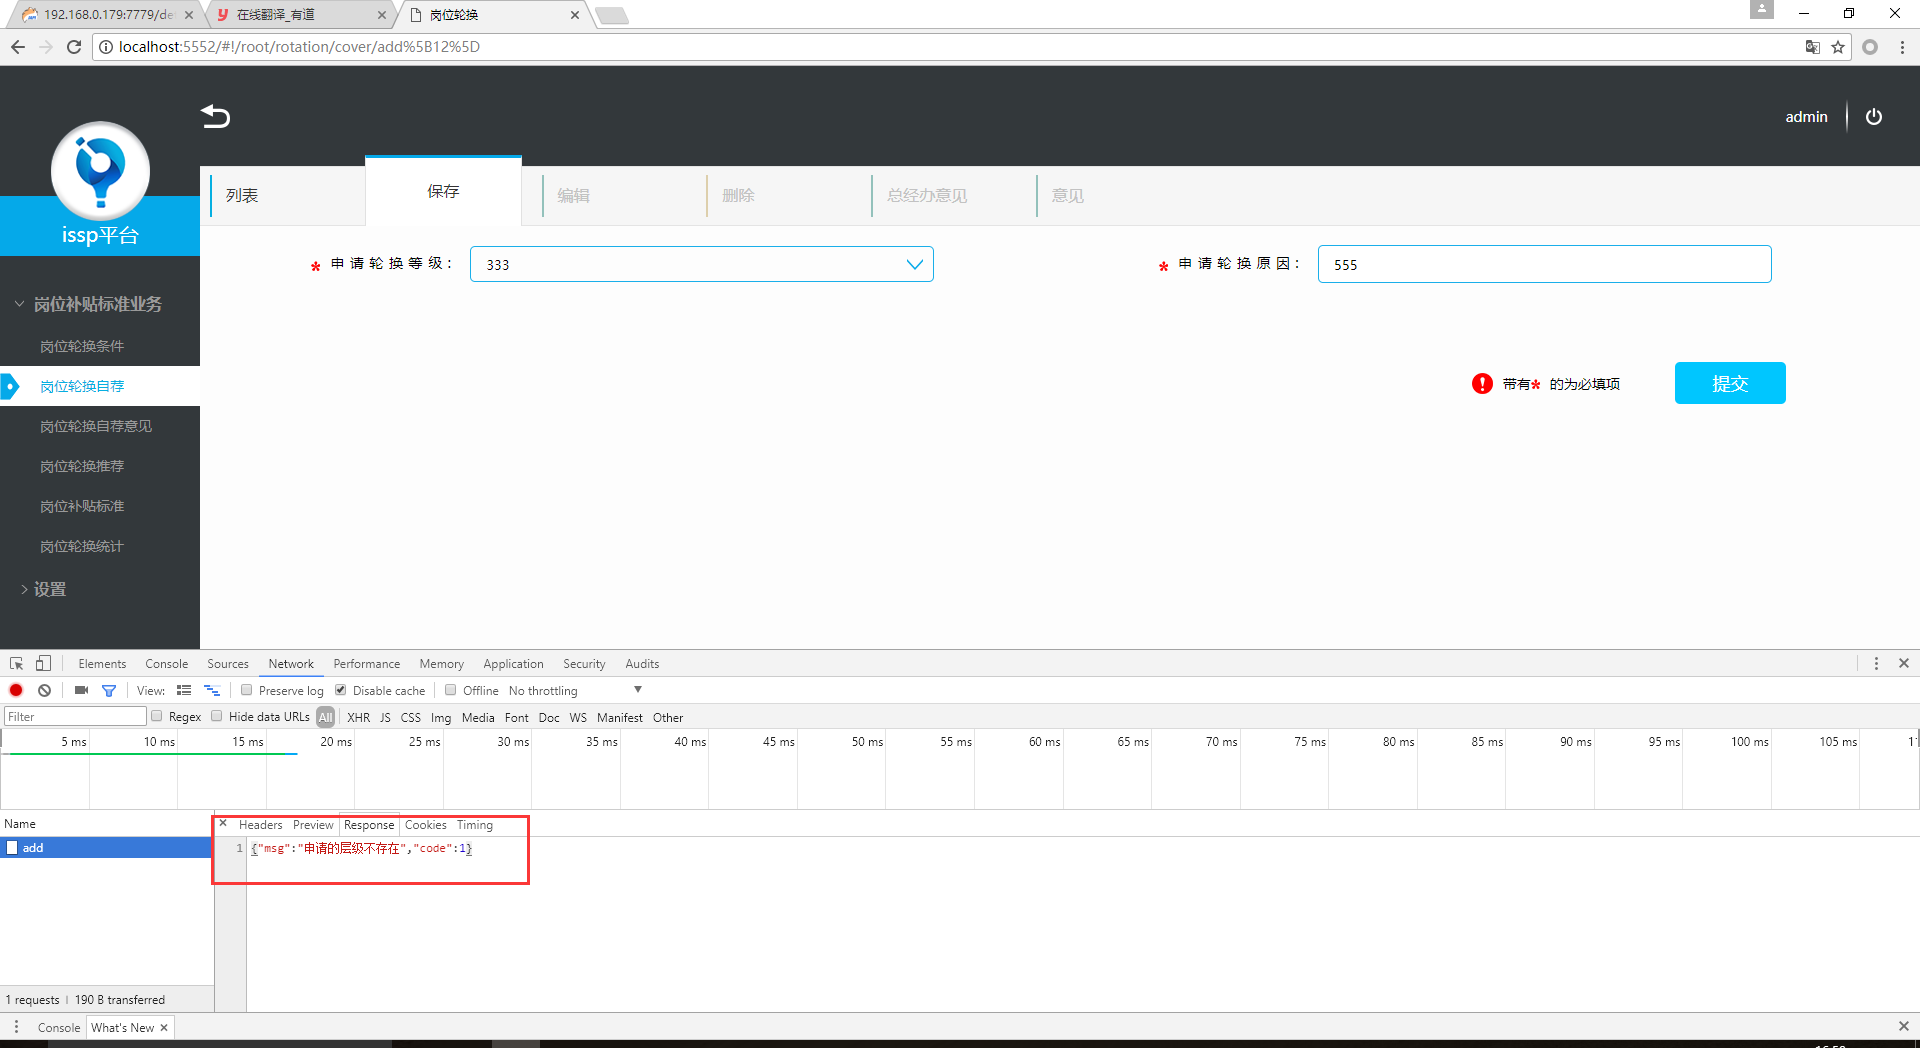 192.168.0.179:7779/de
在线翻译_有道
岗位轮换
localhost:5552/#!/root/rotation/cover/add%5B12%5D
admin
issp平台
列表
保存
编辑
删除
总经办意见
意见
* 申请轮换等级：
333
* 申请轮换原因：
555
! 带有* 的为必填项
提交
岗位补贴标准业务
岗位轮换条件
岗位轮换自荐
岗位轮换自荐意见
岗位轮换推荐
岗位补贴标准
岗位轮换统计
设置
Elements Console Sources Network Performance Memory Application Security Audits
View: Preserve log Disable cache Offline No throttling
Filter Regex Hide data URLs All XHR JS CSS Img Media Font Doc WS Manifest Other
5 ms 10 ms 15 ms 20 ms 25 ms 30 ms 35 ms 40 ms 45 ms 50 ms 55 ms 60 ms 65 ms 70 ms 75 ms 80 ms 85 ms 90 ms 95 ms 100 ms 105 ms
Name
Headers Preview Response Cookies Timing
add
1 {"msg":"申请的层级不存在","code":1}
1 requests | 190 B transferred
Console What's New